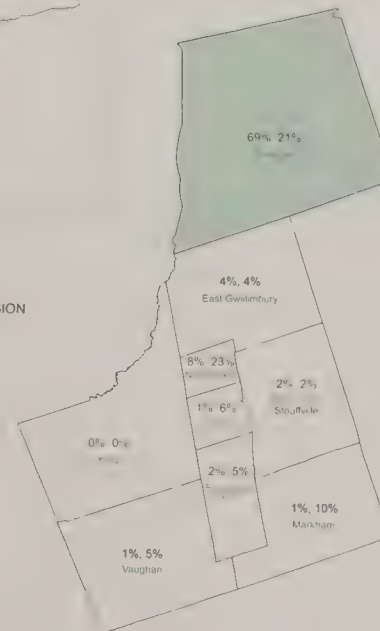 69% 21%
SION
4%, 4%
East Gwillimbury
8% 23%
2% 2%
Stouffville
1% 6%
0% 0%
2% 5%
1%, 10%
Markham
1%, 5%
Vaughan